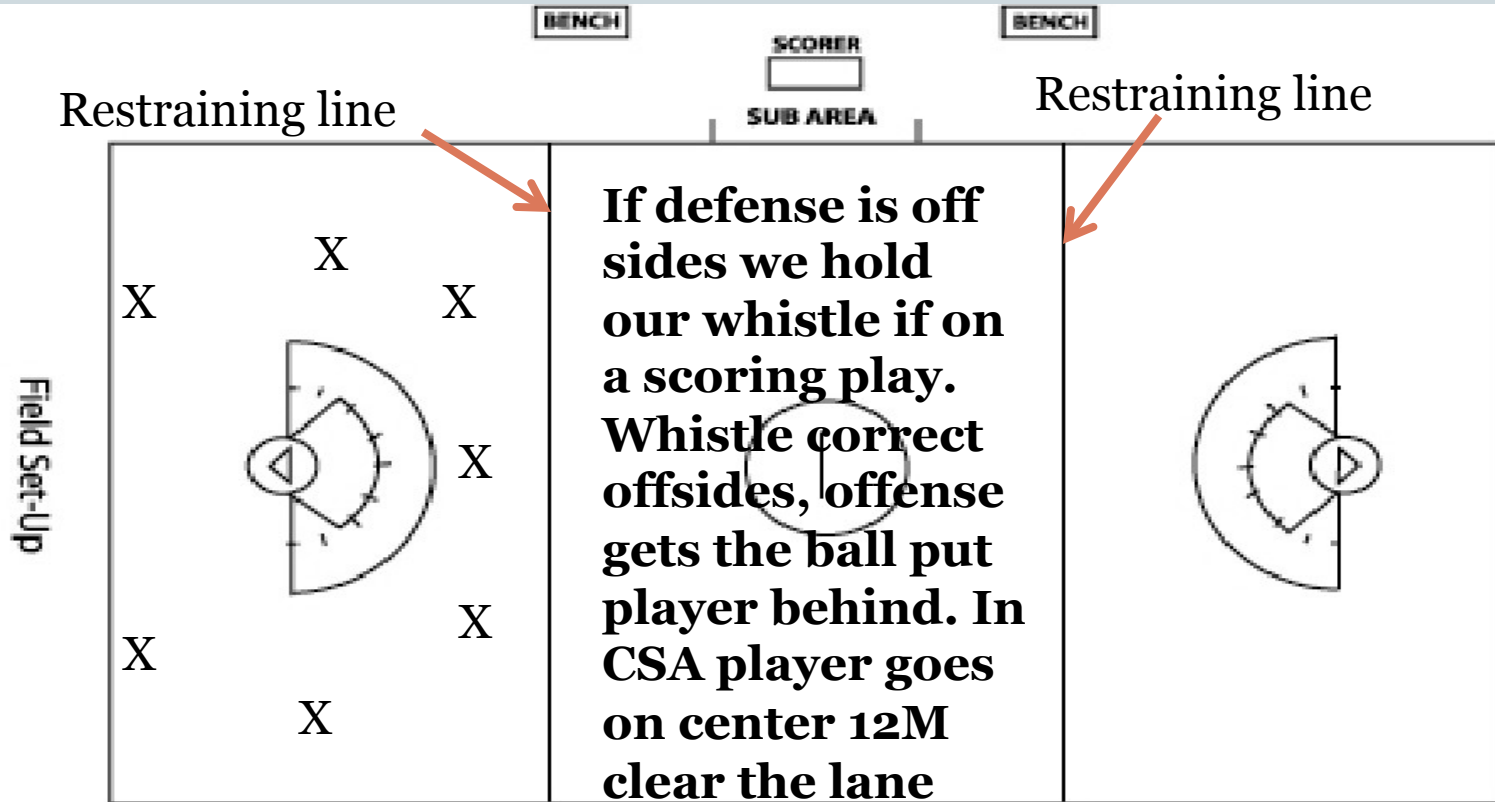 BENCH
BENCH
SCORER
SUB AREA
Restraining line
Restraining line
If defense is off
sides we hold
our whistle if on
a scoring play.
Whistle correct
offsides, offense
gets the ball put
player behind. In
CSA player goes
on center 12M
clear the lane
X
X
X
X
X
X
X
Field Set-Up